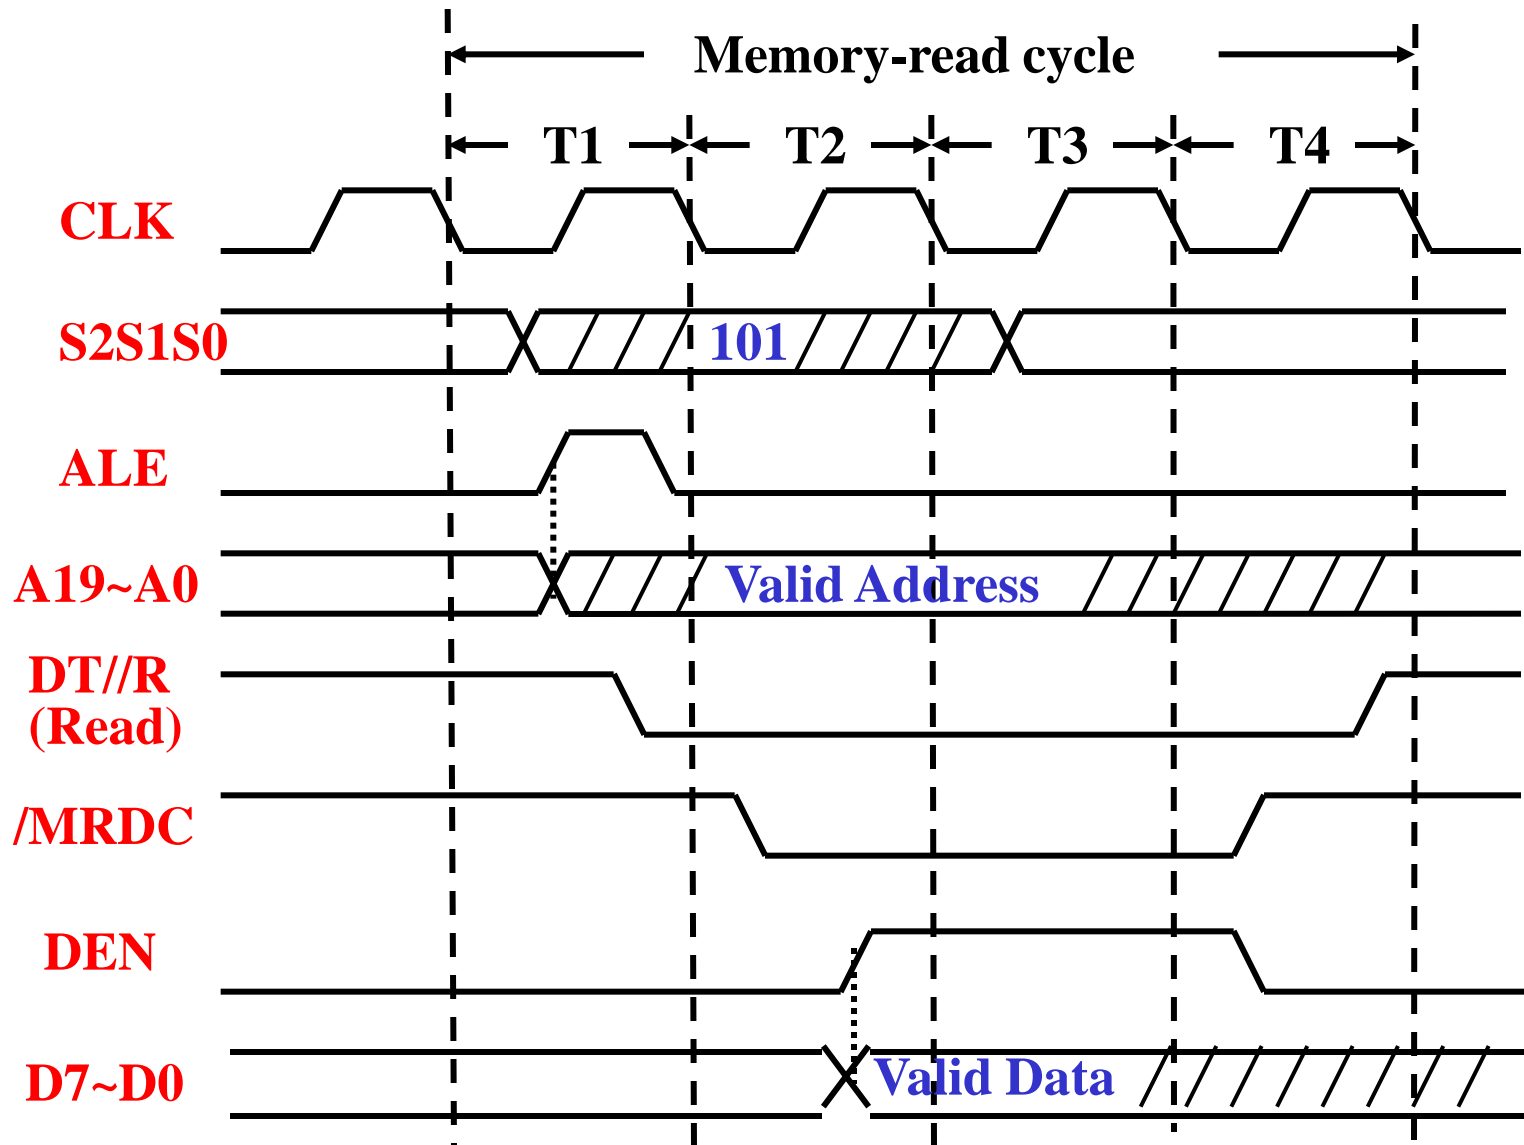 Memory-read cycle
T1 T2 T3 T4
CLK
S2S1S0 101
ALE
A19~A0 Valid Address
DT//R
(Read)
/MRDC
DEN
D7~D0 Valid Data